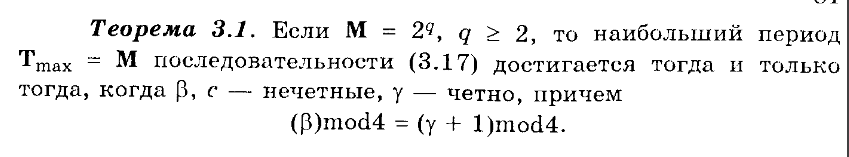 Теорема 3.1. Если M = 2^q, q ≥ 2, то наибольший период
T_max = M последовательности (3.17) достигается тогда и только
тогда, когда β, c — нечетные, γ — четно, причем
(β)mod4 = (γ + 1)mod4.